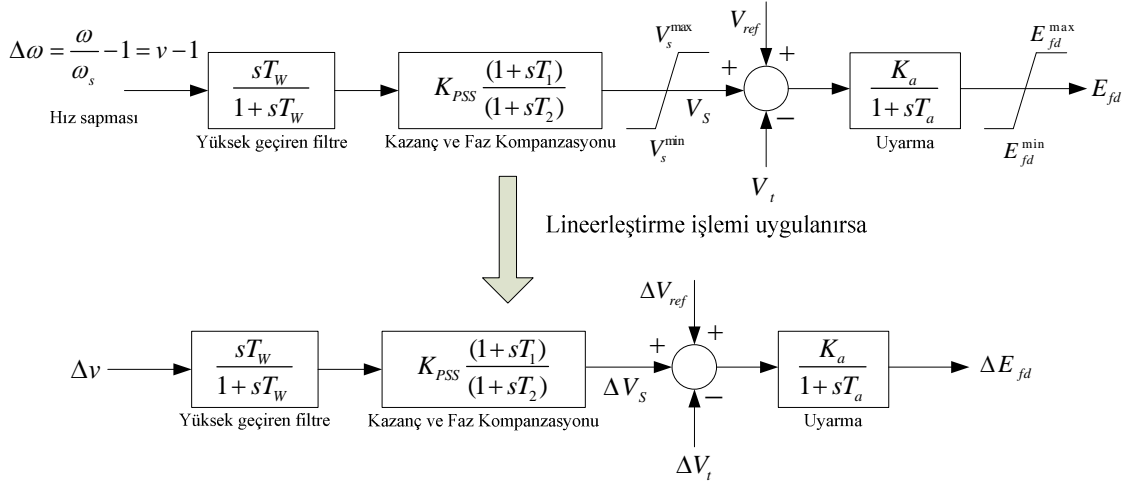 Δω = ω/ω_s − 1 = v − 1
Hız sapması
sT_W / 1 + sT_W
Yüksek geçiren filtre
K_PSS (1 + sT_1) / (1 + sT_2)
Kazanç ve Faz Kompanzasyonu
V_s^max
V_s^min
V_S
V_ref
+
+
−
V_t
K_a / 1 + sT_a
Uyarma
E_fd^max
E_fd^min
E_fd
Lineerleştirme işlemi uygulanırsa
Δv
sT_W / 1 + sT_W
Yüksek geçiren filtre
K_PSS (1 + sT_1) / (1 + sT_2)
Kazanç ve Faz Kompanzasyonu
ΔV_S
ΔV_ref
+
+
−
ΔV_t
K_a / 1 + sT_a
Uyarma
ΔE_fd